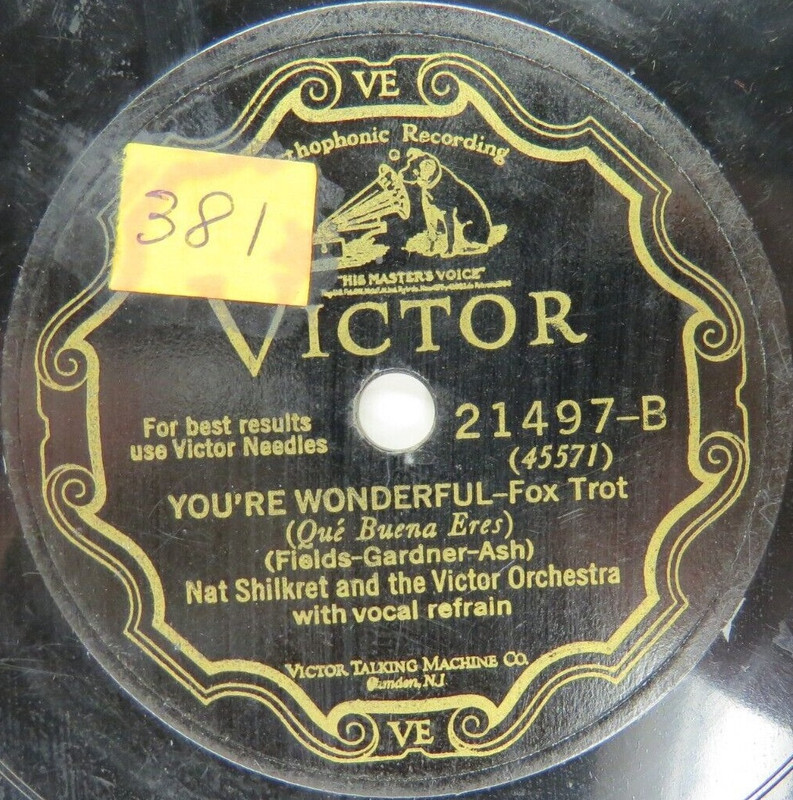 VE
thophonic Recording
381
"HIS MASTER'S VOICE"
VICTOR
For best results
use Victor Needles
21497-B
(45571)
YOU'RE WONDERFUL-Fox Trot
(Qué Buena Eres)
(Fields-Gardner-Ash)
Nat Shilkret and the Victor Orchestra
with vocal refrain
VICTOR TALKING MACHINE CO.
Camden, N.J.
VE